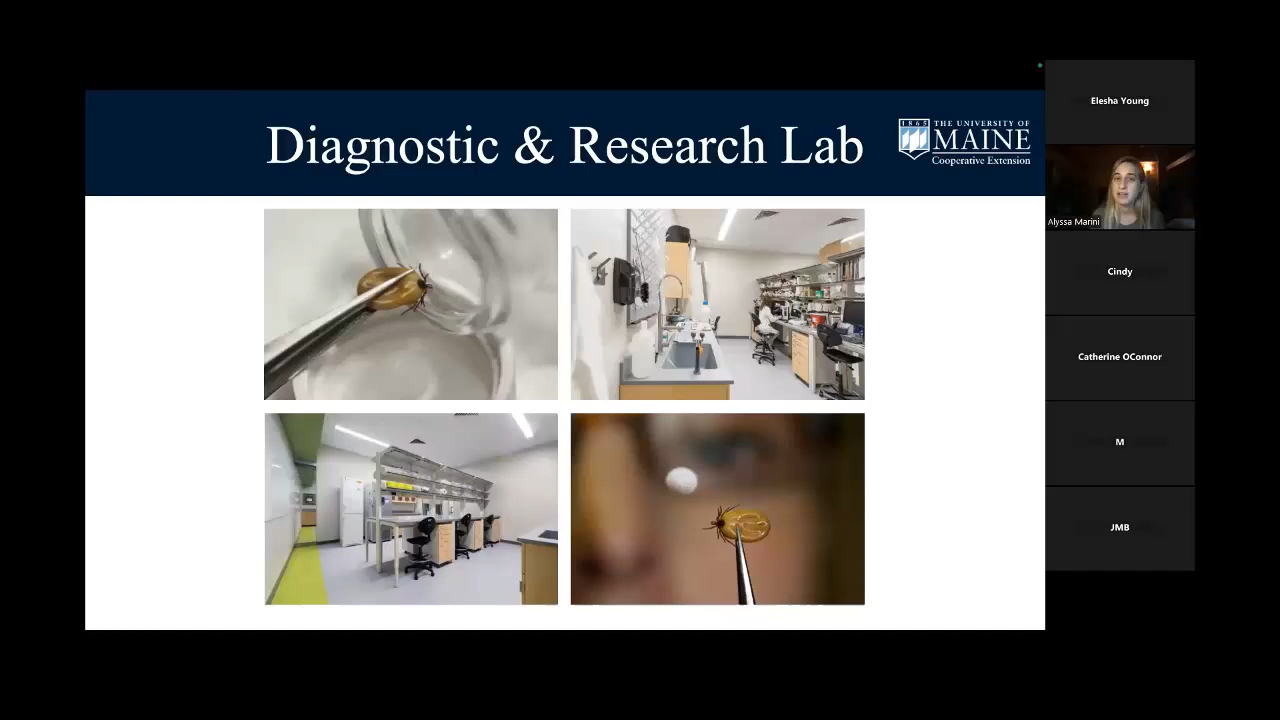 Diagnostic & Research Lab
1865
THE UNIVERSITY OF
MAINE
Cooperative Extension
Elesha Young
Alyssa Marini
Cindy
Catherine OConnor
M
JMB